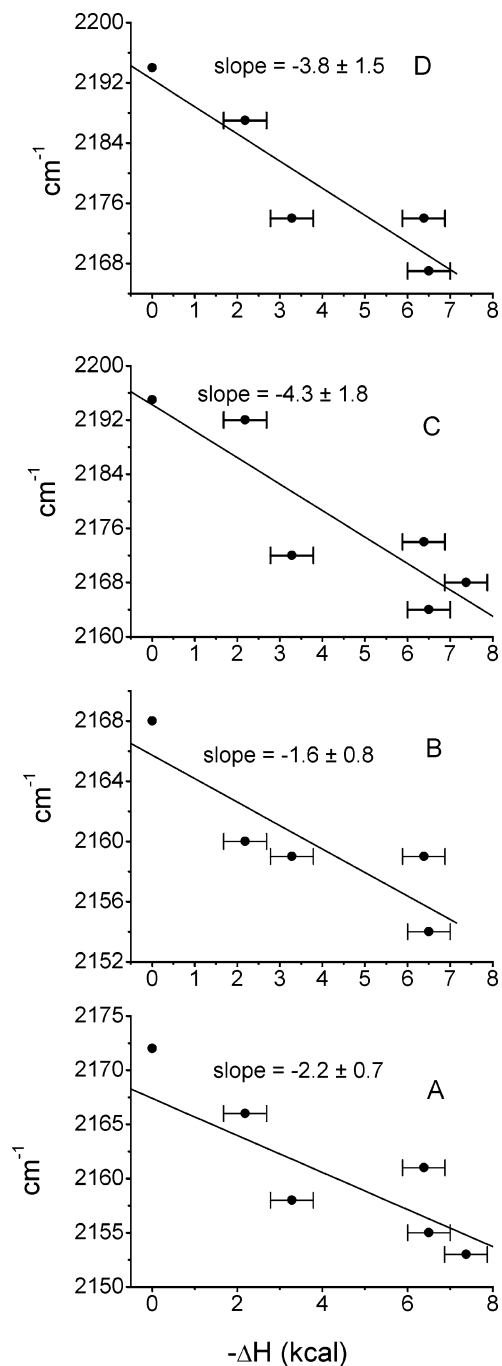 2200
slope = -3.8 ± 1.5 D
2192
2184
cm⁻¹
2176
2168
0 1 2 3 4 5 6 7 8
2200
slope = -4.3 ± 1.8
2192
C
2184
cm⁻¹
2176
2168
2160
0 1 2 3 4 5 6 7 8
2168
slope = -1.6 ± 0.8 B
2164
cm⁻¹
2160
2156
2152
0 1 2 3 4 5 6 7 8
2175
2170
slope = -2.2 ± 0.7
A
2165
cm⁻¹
2160
2155
2150
0 1 2 3 4 5 6 7 8
-ΔH (kcal)